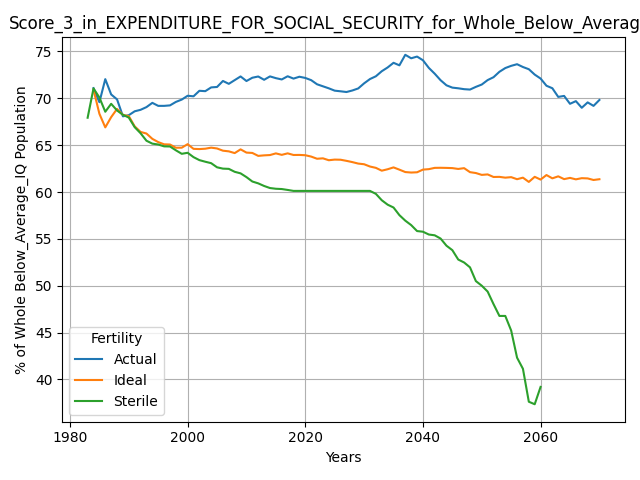 Score_3_in_EXPENDITURE_FOR_SOCIAL_SECURITY_for_Whole_Below_Averag
% of Whole Below_Average_IQ Population
75
70
65
60
55
50
45
40
Fertility
Actual
Ideal
Sterile
1980
2000
2020
2040
2060
Years